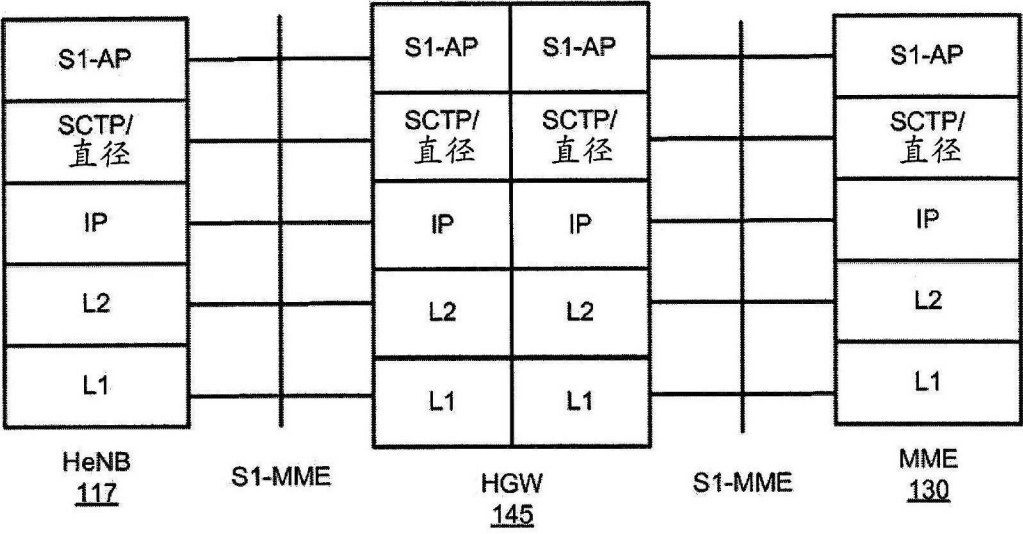 S1-AP
SCTP/
直径
IP
L2
L1
HeNB
117
S1-MME
S1-AP
S1-AP
SCTP/
直径
SCTP/
直径
IP
IP
L2
L2
L1
L1
HGW
145
S1-MME
S1-AP
SCTP/
直径
IP
L2
L1
MME
130